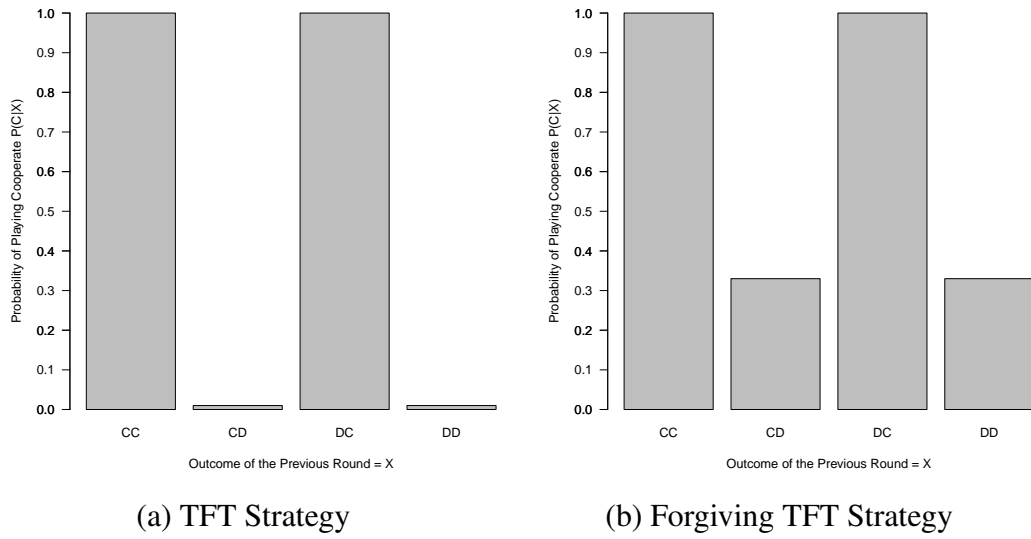 Probability of Playing Cooperate P(C|X)
1.0
0.9
0.8
0.7
0.6
0.5
0.4
0.3
0.2
0.1
0.0
CC CD DC DD
Outcome of the Previous Round = X
(a) TFT Strategy
Probability of Playing Cooperate P(C|X)
1.0
0.9
0.8
0.7
0.6
0.5
0.4
0.3
0.2
0.1
0.0
CC CD DC DD
Outcome of the Previous Round = X
(b) Forgiving TFT Strategy